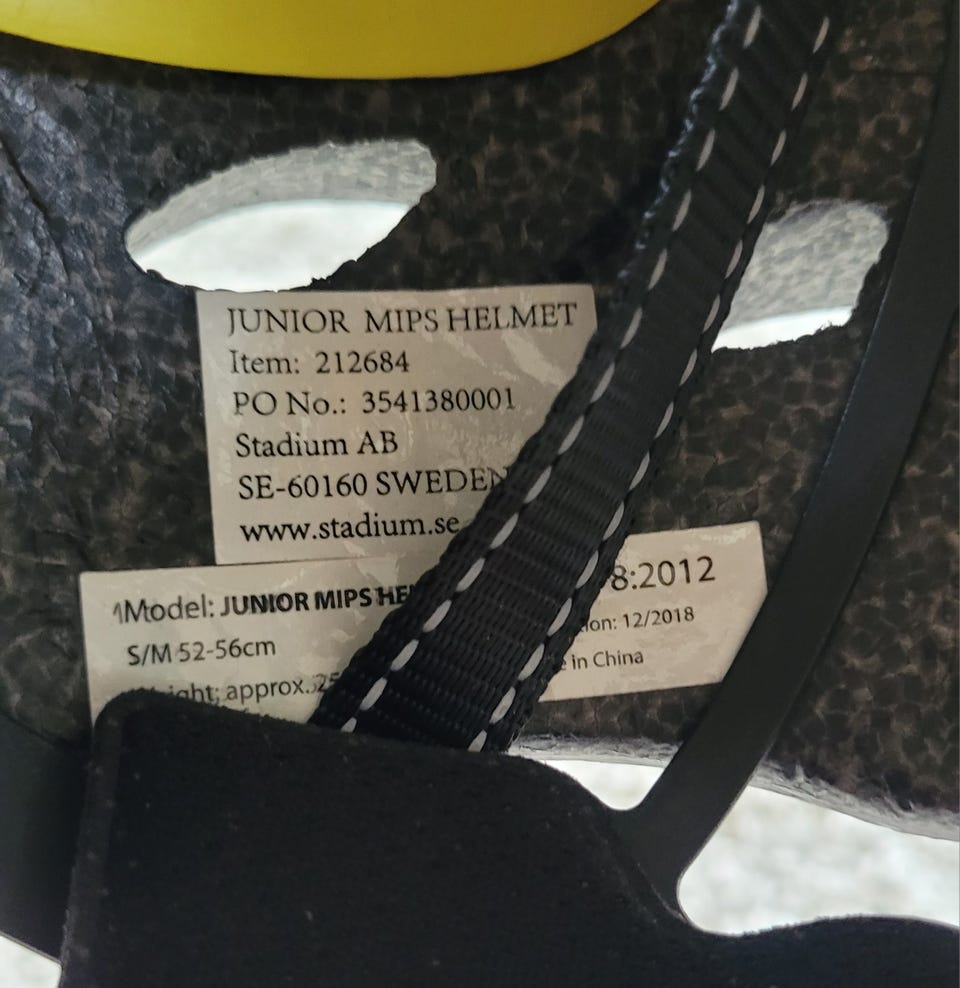 JUNIOR MIPS HELMET
Item: 212684
PO No.: 3541380001
Stadium AB
SE-60160 SWEDEN
www.stadium.se
Model: JUNIOR MIPS HE
8:2012
S/M 52-56cm
ion: 12/2018
approx.
in China